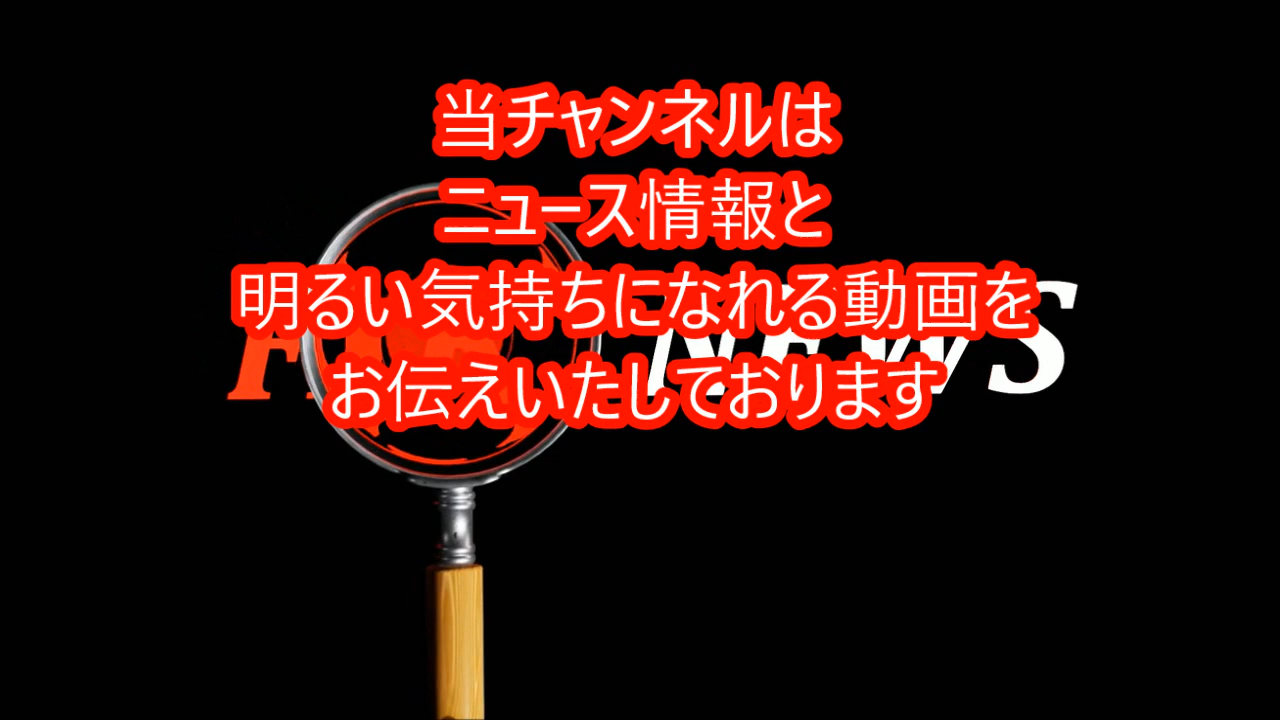 当チャンネルは
ニュース情報と
明るい気持ちになれる動画を
お伝えいたしております
NEWS